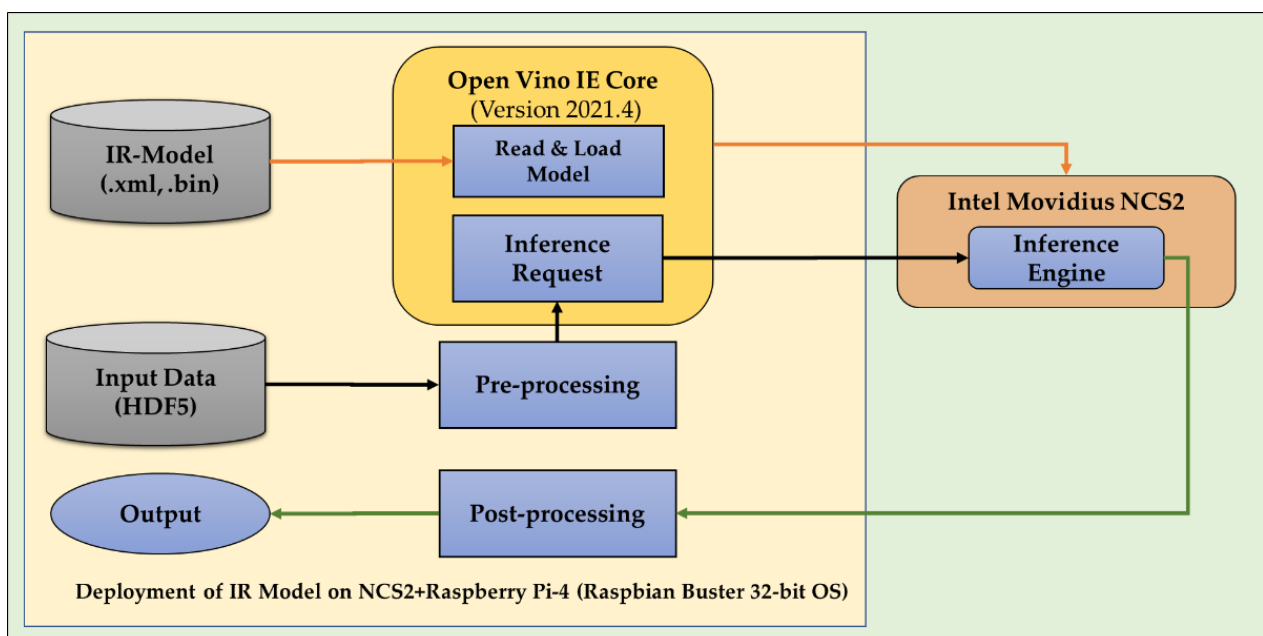 Open Vino IE Core
(Version 2021.4)
IR-Model
(.xml, .bin)
Read & Load
Model
Intel Movidius NCS2
Inference
Request
Inference
Engine
Input Data
(HDF5)
Pre-processing
Output
Post-processing
Deployment of IR Model on NCS2+Raspberry Pi-4 (Raspbian Buster 32-bit OS)